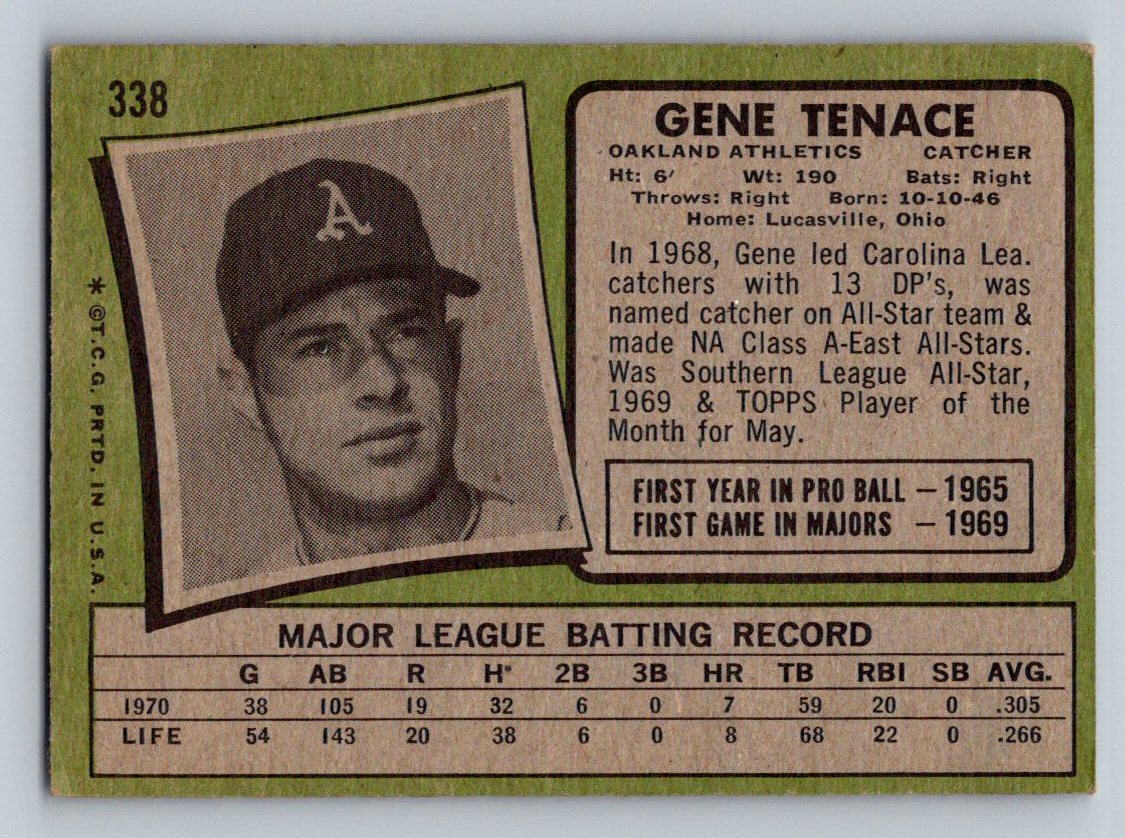 338
A
* ©T.C.G. PRTD. IN U.S.A.
GENE TENACE
OAKLAND ATHLETICS CATCHER
Ht: 6' Wt: 190 Bats: Right
Throws: Right Born: 10-10-46
Home: Lucasville, Ohio
In 1968, Gene led Carolina Lea.
catchers with 13 DP's, was
named catcher on All-Star team &
made NA Class A-East All-Stars.
Was Southern League All-Star,
1969 & TOPPS Player of the
Month for May.
FIRST YEAR IN PRO BALL – 1965
FIRST GAME IN MAJORS – 1969
MAJOR LEAGUE BATTING RECORD
G AB R H* 2B 3B HR TB RBI SB AVG.
1970 38 105 19 32 6 0 7 59 20 0 .305
LIFE 54 143 20 38 6 0 8 68 22 0 .266